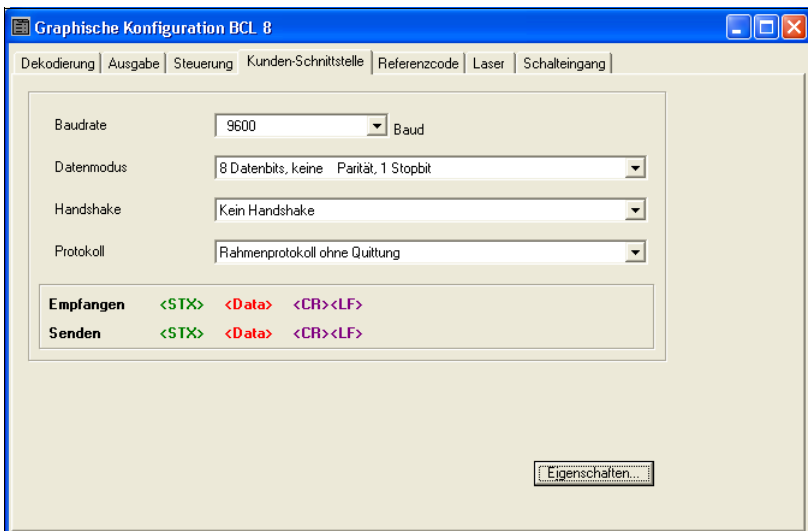 Graphische Konfiguration BCL 8
Dekodierung Ausgabe Steuerung Kunden-Schnittstelle Referenzcode Laser Schalteingang
Baudrate 9600 Baud
Datenmodus 8 Datenbits, keine Parität, 1 Stopbit
Handshake Kein Handshake
Protokoll Rahmenprotokoll ohne Quittung
Empfangen <STX> <Data> <CR><LF>
Senden <STX> <Data> <CR><LF>
Eigenschaften...